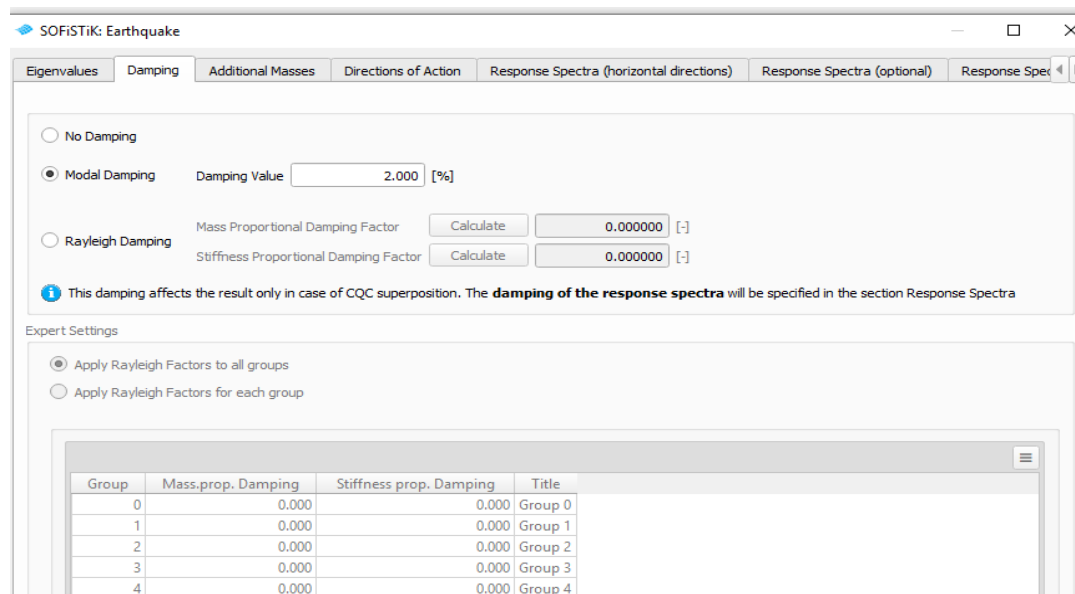 SOFiSTiK: Earthquake
Eigenvalues Damping Additional Masses Directions of Action Response Spectra (horizontal directions) Response Spectra (optional) Response Spec
No Damping
Modal Damping Damping Value 2.000 [%]
Mass Proportional Damping Factor Calculate 0.000000 [-]
Rayleigh Damping
Stiffness Proportional Damping Factor Calculate 0.000000 [-]
This damping affects the result only in case of CQC superposition. The damping of the response spectra will be specified in the section Response Spectra
Expert Settings
Apply Rayleigh Factors to all groups
Apply Rayleigh Factors for each group
Group Mass.prop. Damping Stiffness prop. Damping Title
0 0.000 0.000 Group 0
1 0.000 0.000 Group 1
2 0.000 0.000 Group 2
3 0.000 0.000 Group 3
4 0.000 0.000 Group 4